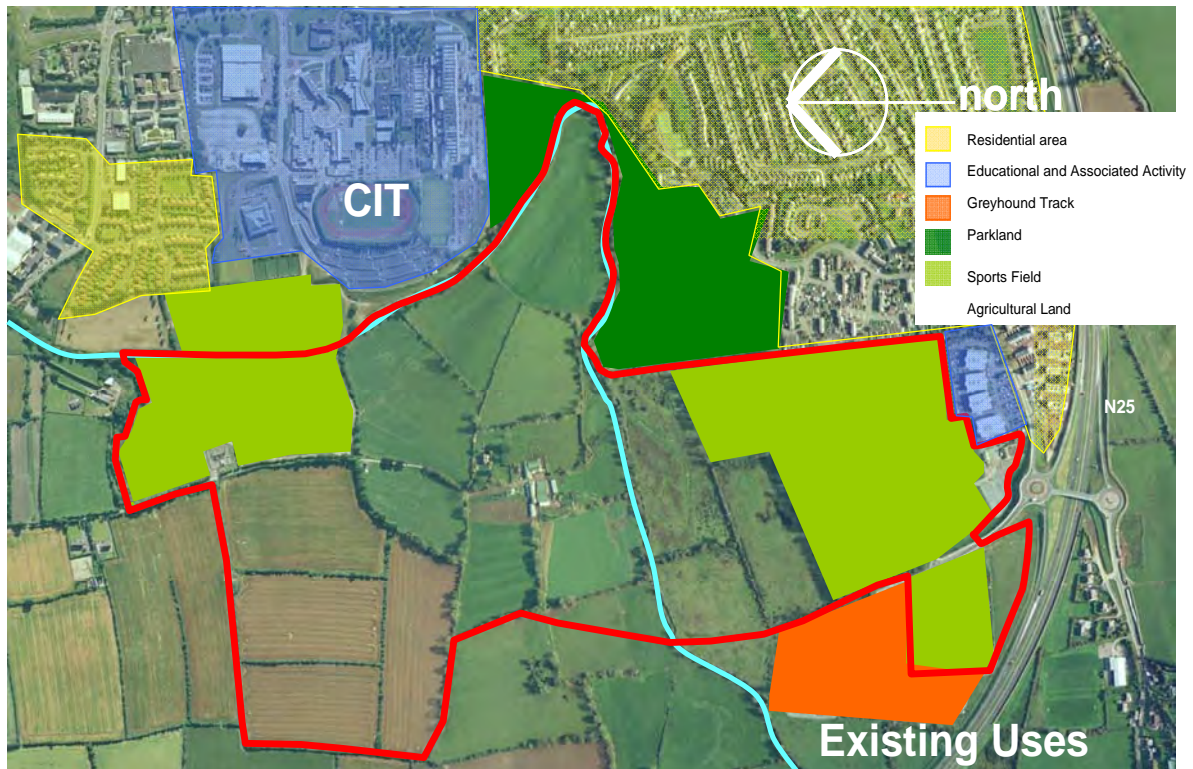 north
Residential area
Educational and Associated Activity
CIT
Greyhound Track
Parkland
Sports Field
Agricultural Land
N25
Existing Uses